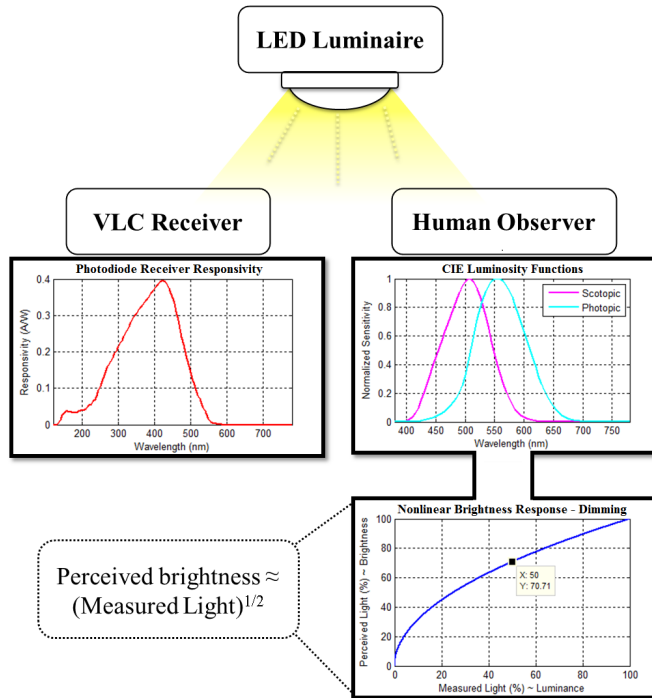 LED Luminaire
VLC Receiver
Human Observer
Photodiode Receiver Responsivity
0.4
0.3
0.2
0.1
0
Responsivity (A/W)
200 300 400 500 600 700
Wavelength (nm)
CIE Luminosity Functions
1
0.8
0.6
0.4
0.2
0
Normalized Sensitivity
Scotopic
Photopic
400 450 500 550 600 650 700 750
Wavelength (nm)
Perceived brightness ≈
(Measured Light)^1/2
Nonlinear Brightness Response - Dimming
100
80
60
40
20
0
Perceived Light (%) ~ Brightness
X: 50
Y: 70.71
0 20 40 60 80 100
Measured Light (%) ~ Luminance